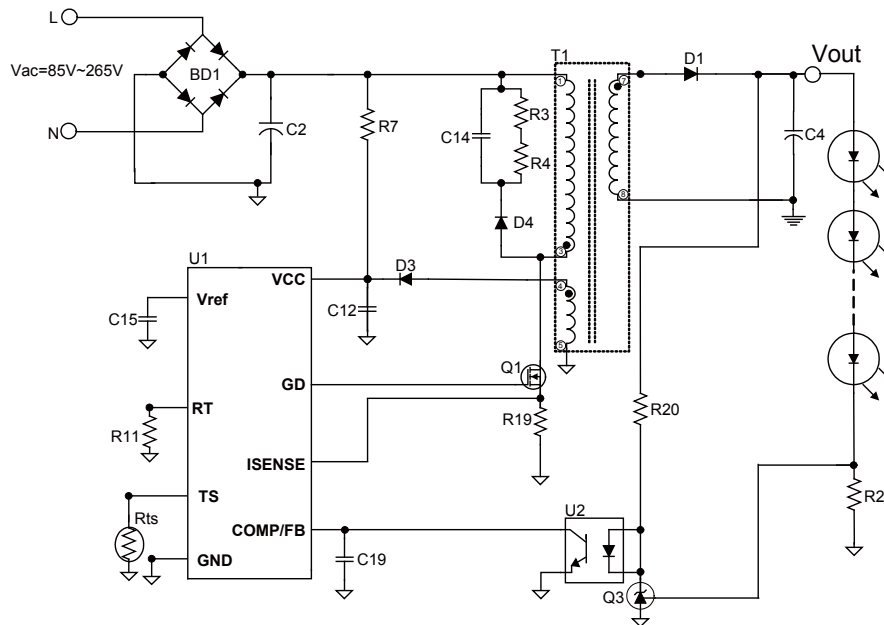 L
Vac=85V~265V
BD1
N
C2
R7
C14
R3
R4
D4
T1
1
7
3
8
4
5
D1
Vout
C4
U1
VCC
D3
C12
Vref
C15
GD
Q1
RT
R11
R19
R20
ISENSE
TS
Rts
COMP/FB
C19
U2
GND
Q3
R2